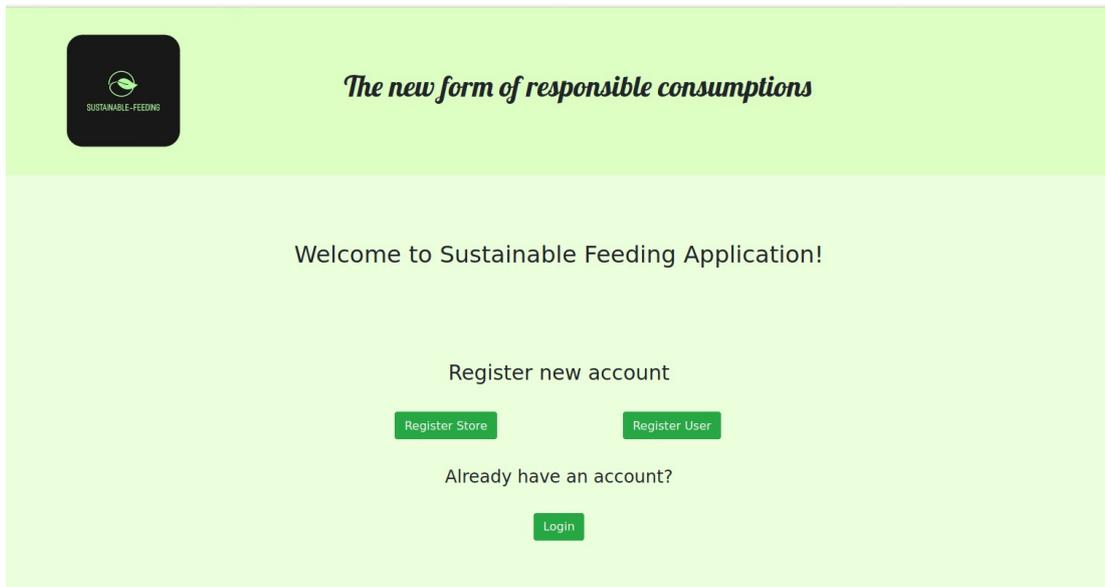 SUSTAINABLE-FEEDING
The new form of responsible consumptions
Welcome to Sustainable Feeding Application!
Register new account
Register Store Register User
Already have an account?
Login